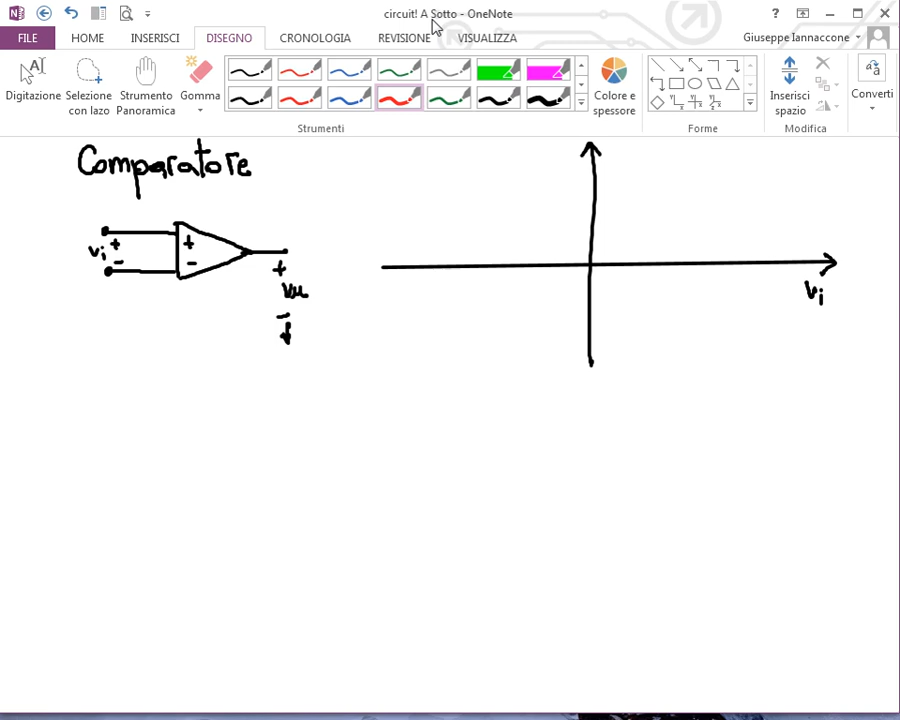 circuit! A Sotto - OneNote
?
FILE HOME INSERISCI DISEGNO CRONOLOGIA REVISIONE VISUALIZZA Giuseppe Iannaccone
Digitazione
Selezione con lazo
Strumento Panoramica
Gomma
Colore e spessore
Inserisci spazio
Converti
Strumenti Forme Modifica
Comparatore
vi
+
-
+
-
+
vu
-
vi